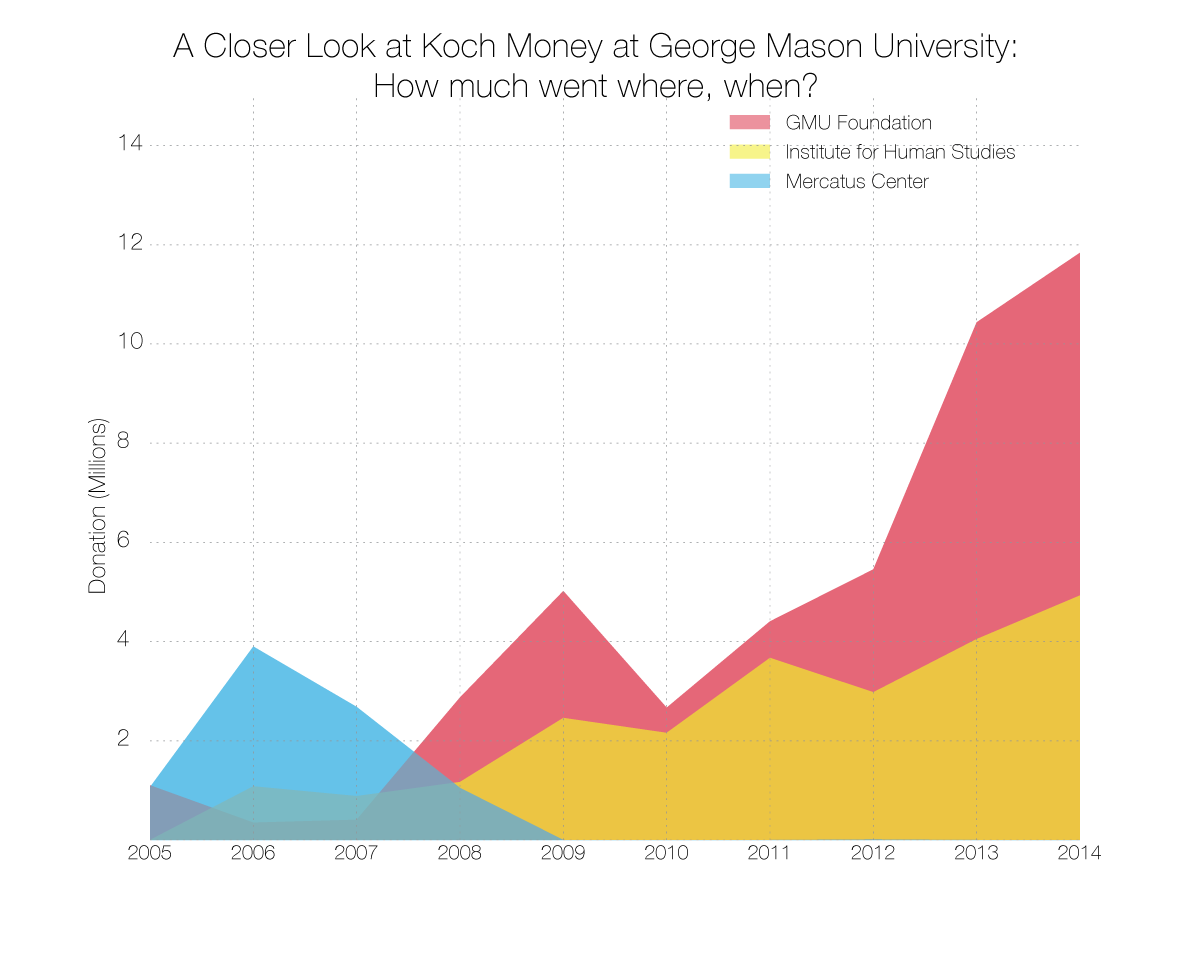 A Closer Look at Koch Money at George Mason University:
How much went where, when?
GMU Foundation
Institute for Human Studies
Mercatus Center
14
12
10
8
6
4
2
Donation (Millions)
2005 2006 2007 2008 2009 2010 2011 2012 2013 2014